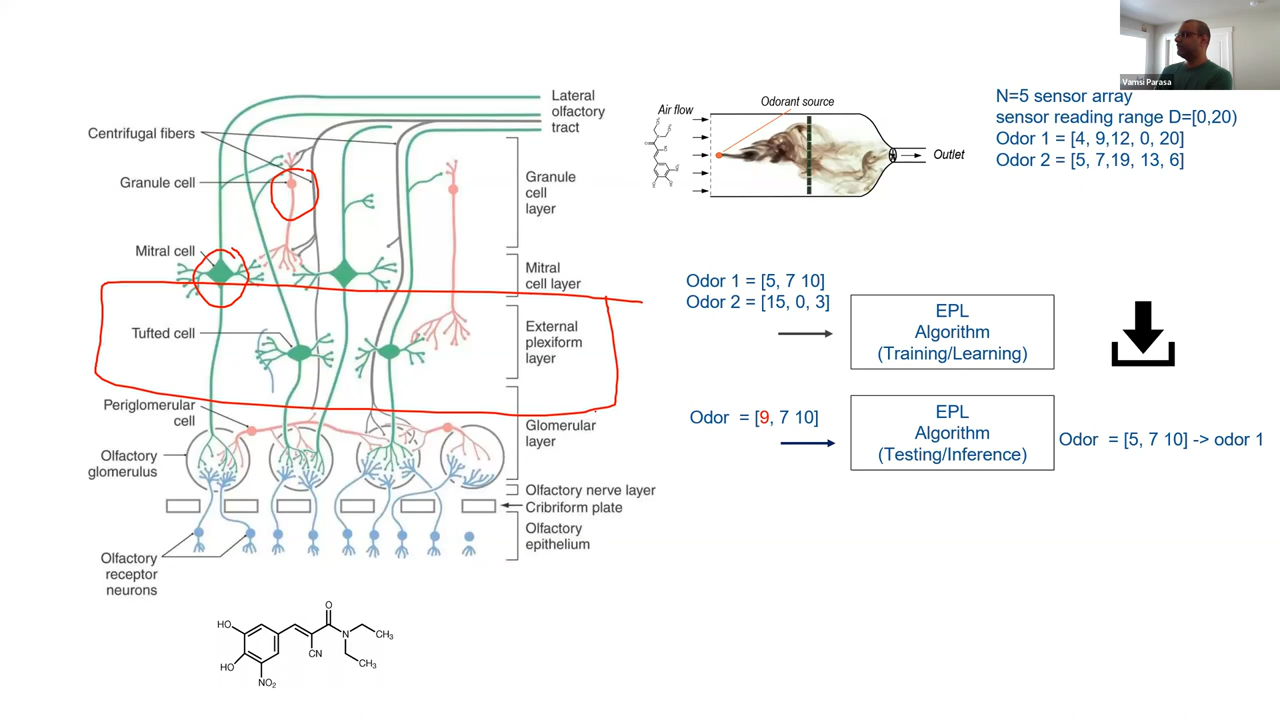 Vamsi Parasa
Lateral
olfactory
tract
Centrifugal fibers
Granule cell
Granule
cell
layer
Mitral cell
Mitral
cell layer
Tufted cell
External
plexiform
layer
Periglomerular
cell
Glomerular
layer
Olfactory
glomerulus
Olfactory nerve layer
Cribriform plate
Olfactory
epithelium
Olfactory
receptor
neurons
HO
HO
NO2
CN
O
N
CH3
CH3
Air flow
Odorant source
Outlet
N=5 sensor array
sensor reading range D=[0,20)
Odor 1 = [4, 9,12, 0, 20]
Odor 2 = [5, 7,19, 13, 6]
Odor 1 = [5, 7 10]
Odor 2 = [15, 0, 3]
EPL
Algorithm
(Training/Learning)
Odor = [9, 7 10]
EPL
Algorithm
(Testing/Inference)
Odor = [5, 7 10] -> odor 1